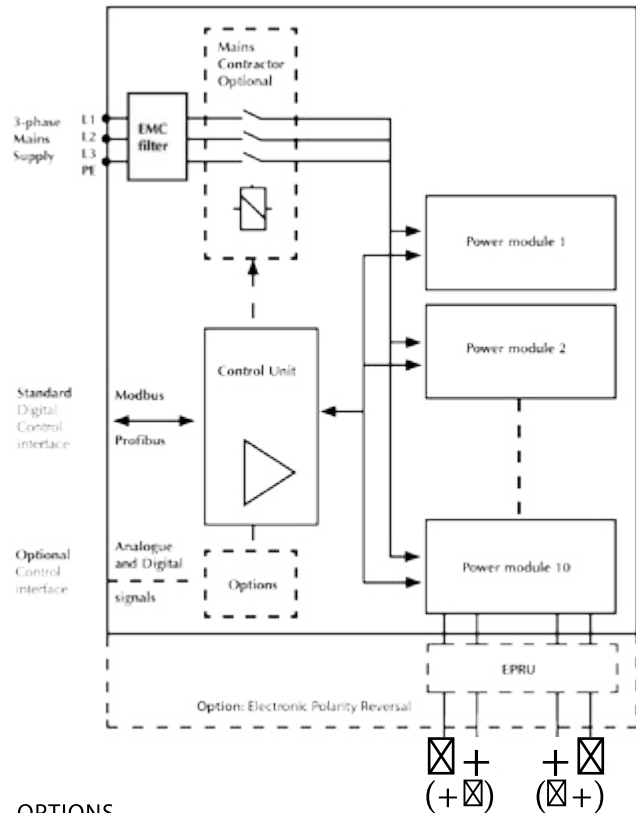 Mains
Contractor
Optional
3-phase
Mains
Supply
L1
L2
L3
PE
EMC
filter
Power module 1
Power module 2
Control Unit
Standard
Digital
Control
interface
Modbus
Profibus
Optional
Control
interface
Analogue
and Digital
signals
Options
Power module 10
EPRU
Option: Electronic Polarity Reversal
☒ + + ☒
(+ ☒) (☒ +)
OPTIONS